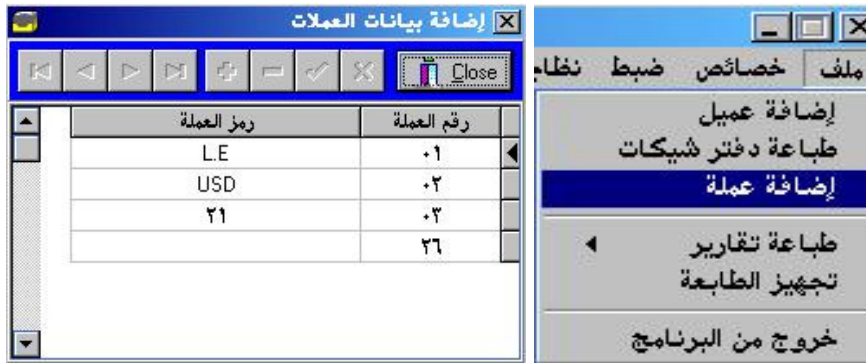 إضافة بيانات العملات
Close
رقم العملة رمز العملة
٠١ L.E
٠٢ USD
٠٣ ٢١
٢٦
ملف خصائص ضبط نظام
إضافة عميل
طباعة دفتر شيكات
إضافة عملة
طباعة تقارير
تجهيز الطابعة
خروج من البرنامج